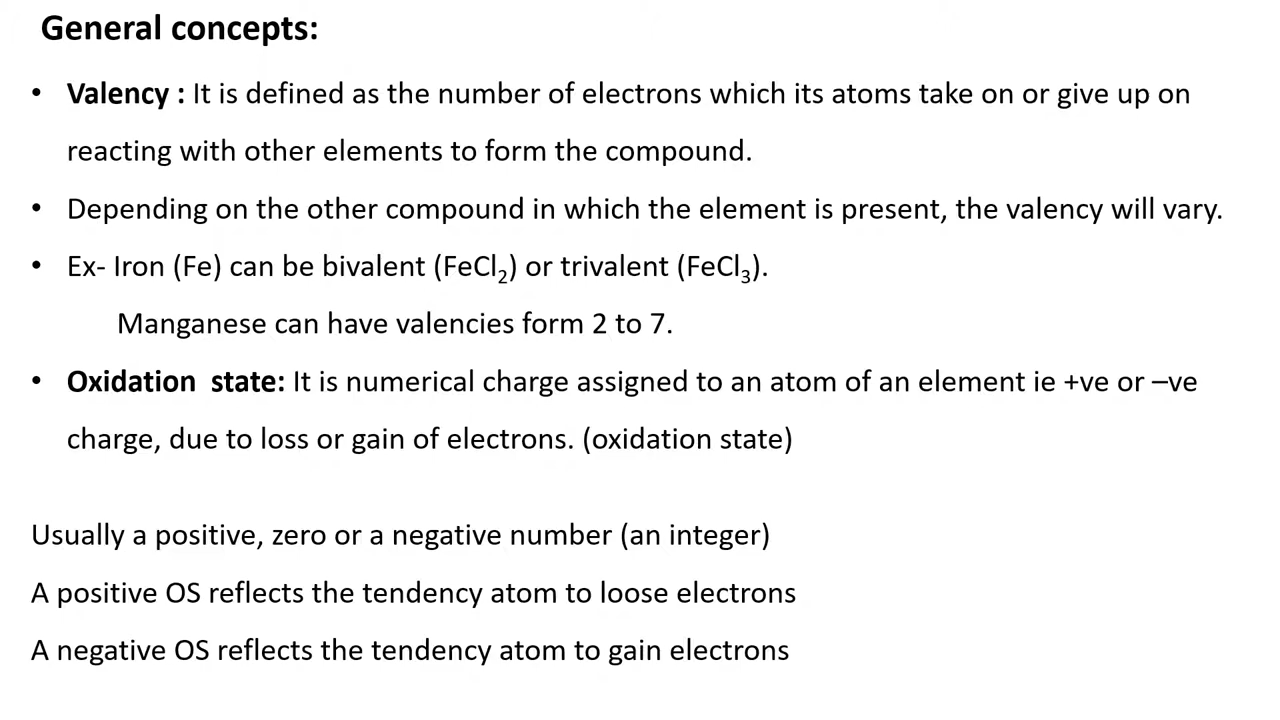 General concepts:
• Valency : It is defined as the number of electrons which its atoms take on or give up on
reacting with other elements to form the compound.
• Depending on the other compound in which the element is present, the valency will vary.
• Ex- Iron (Fe) can be bivalent (FeCl₂) or trivalent (FeCl₃).
Manganese can have valencies form 2 to 7.
• Oxidation state: It is numerical charge assigned to an atom of an element ie +ve or –ve
charge, due to loss or gain of electrons. (oxidation state)
Usually a positive, zero or a negative number (an integer)
A positive OS reflects the tendency atom to loose electrons
A negative OS reflects the tendency atom to gain electrons